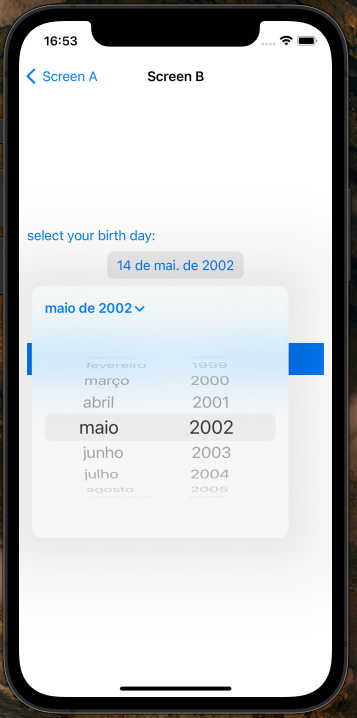 16:53
Screen A Screen B
select your birth day:
14 de mai. de 2002
maio de 2002
fevereiro 1999
março 2000
abril 2001
maio 2002
junho 2003
julho 2004
agosto 2005